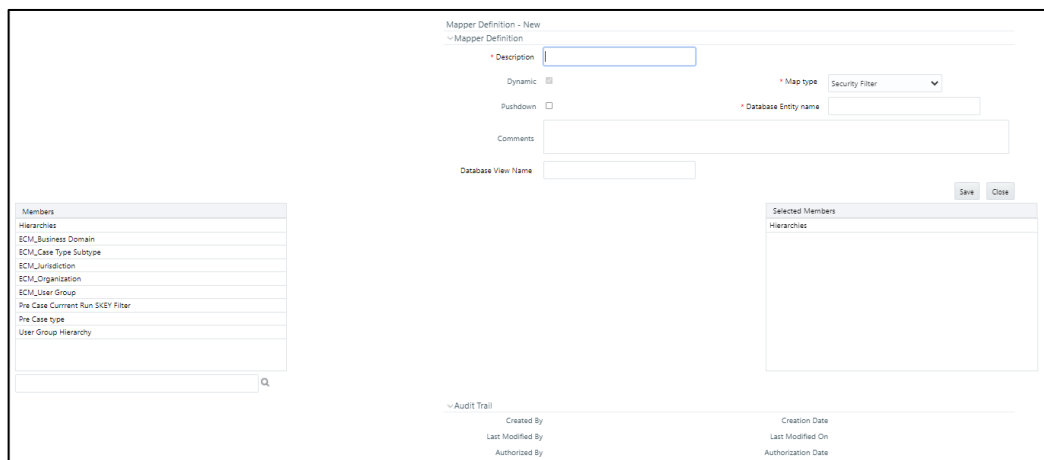 Mapper Definition - New
Mapper Definition
* Description
Dynamic
* Map type Security Filter
Pushdown
* Database Entity name
Comments
Database View Name
Save Close
Members
Hierarchies
ECM_Business Domain
ECM_Case Type Subtype
ECM_Jurisdiction
ECM_Organization
ECM_User Group
Pre Case Currrent Run SKEY Filter
Pre Case type
User Group Hierarchy
Selected Members
Hierarchies
Audit Trail
Created By Creation Date
Last Modified By Last Modified On
Authorized By Authorization Date